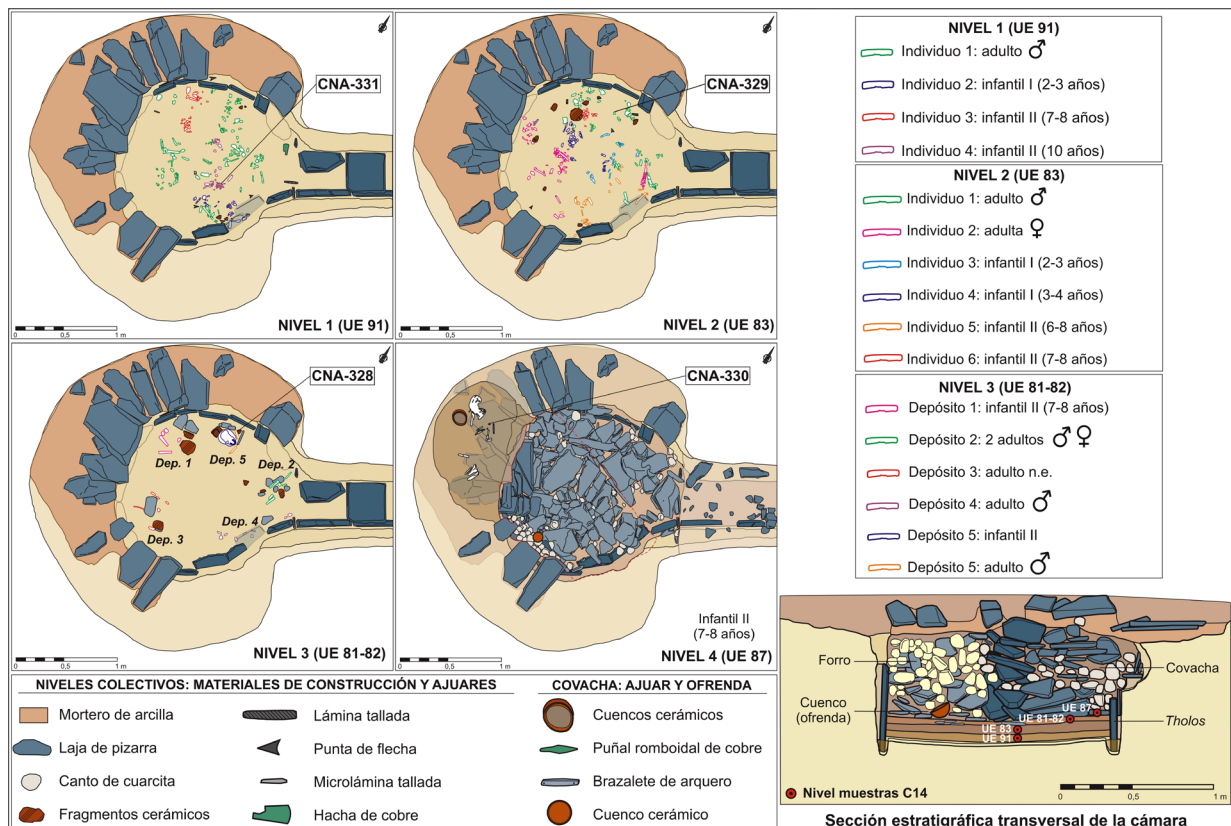 CNA-331
0 0,5 1 m
NIVEL 1 (UE 91)
CNA-329
0 0,5 1 m
NIVEL 2 (UE 83)
CNA-328
Dep. 1
Dep. 5
Dep. 2
Dep. 3
Dep. 4
0 0,5 1 m
NIVEL 3 (UE 81-82)
CNA-330
Infantil II
(7-8 años)
0 0,5 1 m
NIVEL 4 (UE 87)
NIVEL 1 (UE 91)
Individuo 1: adulto ♂
Individuo 2: infantil I (2-3 años)
Individuo 3: infantil II (7-8 años)
Individuo 4: infantil II (10 años)
NIVEL 2 (UE 83)
Individuo 1: adulto ♂
Individuo 2: adulta ♀
Individuo 3: infantil I (2-3 años)
Individuo 4: infantil I (3-4 años)
Individuo 5: infantil II (6-8 años)
Individuo 6: infantil II (7-8 años)
NIVEL 3 (UE 81-82)
Depósito 1: infantil II (7-8 años)
Depósito 2: 2 adultos ♂♀
Depósito 3: adulto n.e.
Depósito 4: adulto ♂
Depósito 5: infantil II
Depósito 5: adulto ♂
NIVELES COLECTIVOS: MATERIALES DE CONSTRUCCIÓN Y AJUARES
Mortero de arcilla
Laja de pizarra
Canto de cuarcita
Fragmentos cerámicos
Lámina tallada
Punta de flecha
Microlámina tallada
Hacha de cobre
COVACHA: AJUAR Y OFRENDA
Cuencos cerámicos
Puñal romboidal de cobre
Brazalete de arquero
Cuenco cerámico
Forro
Covacha
Cuenco
(ofrenda)
UE 87
UE 81-82
Tholos
UE 83
UE 91
Nivel muestras C14
0 0,5 1 m
Sección estratigráfica transversal de la cámara